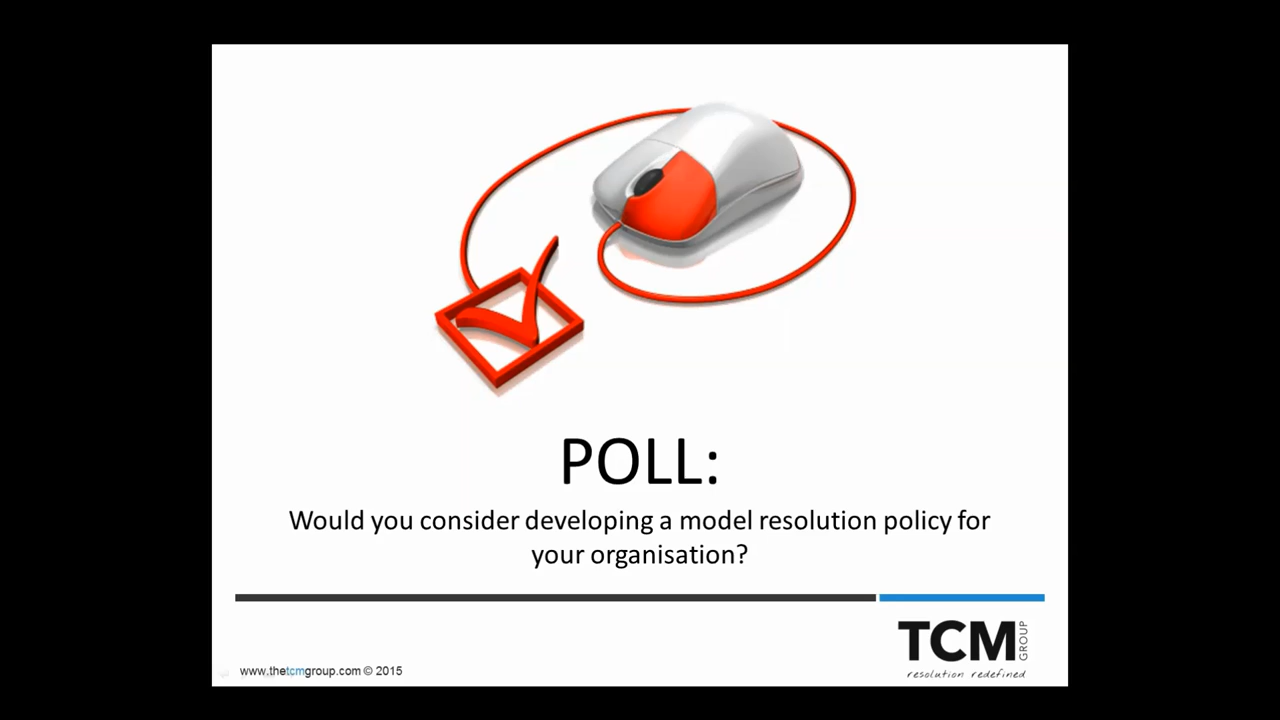 POLL:
Would you consider developing a model resolution policy for
your organisation?
TCM
GROUP
resolution redefined
www.thetcmgroup.com © 2015